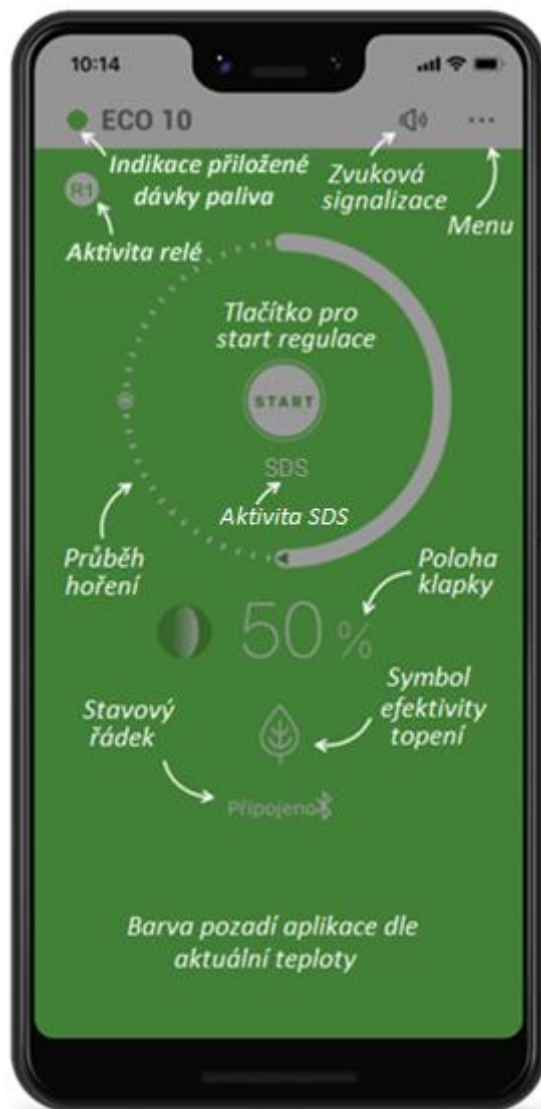 10:14
ECO 10
Indikace přiložené
dávky paliva
Zvuková
signalizace
Menu
R1
Aktivita relé
Tlačítko pro
start regulace
START
SDS
Aktivita SDS
Průběh
hoření
Poloha
klapky
50 %
Symbol
efektivity
topení
Stavový
řádek
Připojeno
Barva pozadí aplikace dle
aktuální teploty